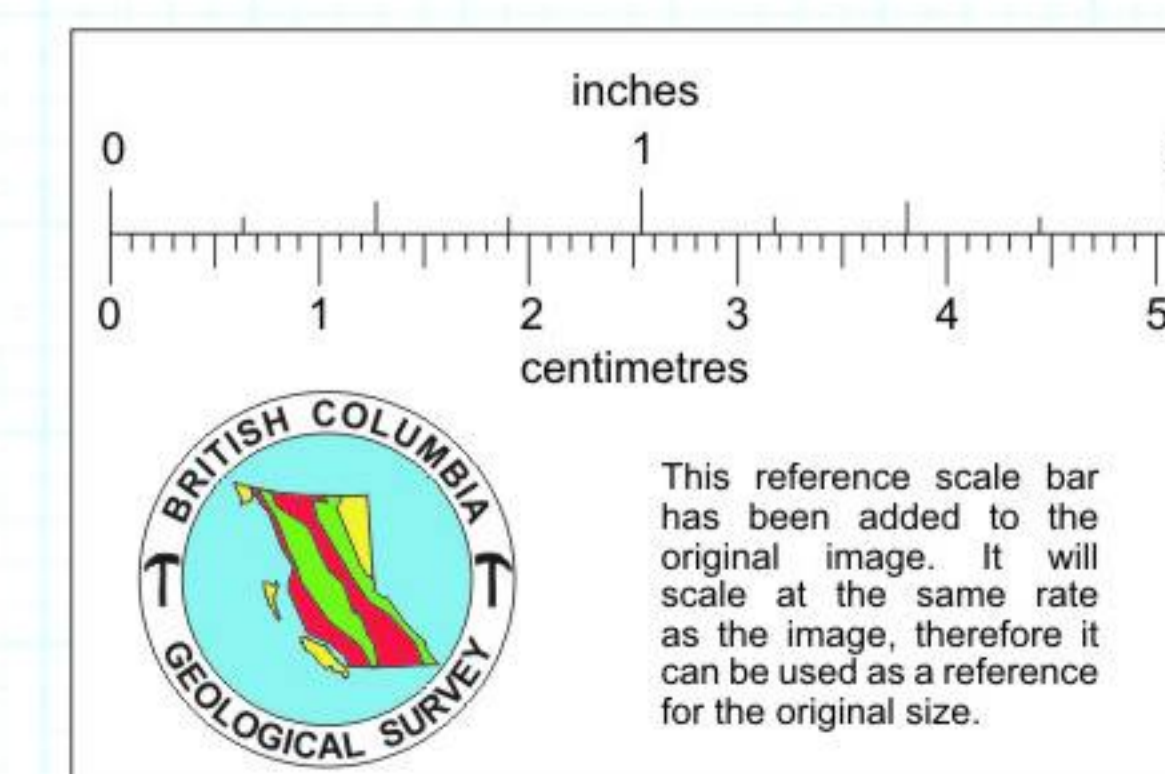 inches
0 1
0 1 2 3 4 5
centimetres
BRITISH COLUMBIA
GEOLOGICAL SURVEY
This reference scale bar
has been added to the
original image. It will
scale at the same rate
as the image, therefore it
can be used as a reference
for the original size.